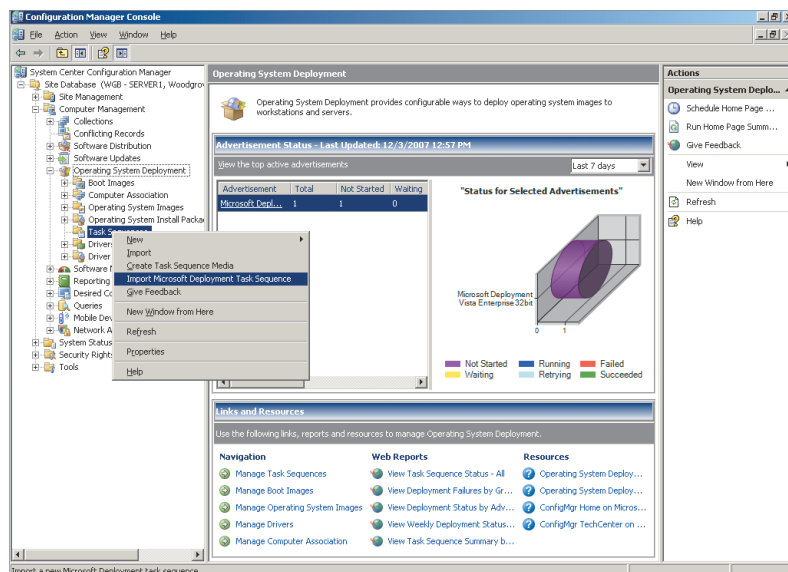 Configuration Manager Console
File Action View Window Help
System Center Configuration Manager
Site Database (WGB - SERVER1, Woodgro
Site Management
Computer Management
Collections
Conflicting Records
Software Distribution
Software Updates
Operating System Deployment
Boot Images
Computer Association
Operating System Images
Operating System Install Packa
Task
Drivers
Driver
Software
Reporting
Desired Co
Queries
Mobile Dev
Network A
System Status
Security Rights
Tools
New
Import
Create Task Sequence Media
Import Microsoft Deployment Task Sequence
Give Feedback
New Window from Here
Refresh
Properties
Help
Operating System Deployment
Operating System Deployment provides configurable ways to deploy operating system images to
workstations and servers.
Advertisement Status - Last Updated: 12/3/2007 12:57 PM
View the top active advertisements
Last 7 days
Advertisement Total Not Started Waiting
Microsoft Depl... 1 1 0
"Status for Selected Advertisements"
Microsoft Deployment
Vista Enterprise 32bit
0 1
Not Started Running Failed
Waiting Retrying Succeeded
Links and Resources
Use the following links, reports and resources to manage Operating System Deployment.
Navigation Web Reports Resources
Manage Task Sequences View Task Sequence Status - All Operating System Deploy...
Manage Boot Images View Deployment Failures by Gr... Operating System Deploy...
Manage Operating System Images View Deployment Status by Adv... ConfigMgr Home on Micros...
Manage Drivers View Weekly Deployment Status... ConfigMgr TechCenter on ...
Manage Computer Association View Task Sequence Summary b...
Actions
Operating System Deplo...
Schedule Home Page ...
Run Home Page Summ...
Give Feedback
View
New Window from Here
Refresh
Help
Import a new Microsoft Deployment task sequence